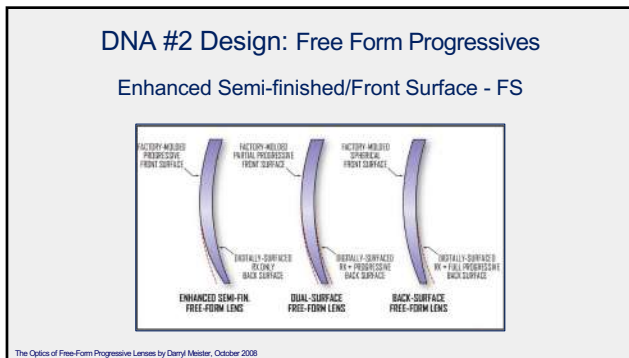 DNA #2 Design: Free Form Progressives
Enhanced Semi-finished/Front Surface - FS
FACTORY-MOLDED
PROGRESSIVE
FRONT SURFACE
DIGITALLY-SURFACED
RX ONLY
BACK SURFACE
ENHANCED SEMI-FIN.
FREE-FORM LENS
FACTORY-MOLDED
PARTIAL PROGRESSIVE
FRONT SURFACE
DIGITALLY-SURFACED
RX + PROGRESSIVE
BACK SURFACE
DUAL-SURFACE
FREE-FORM LENS
FACTORY-MOLDED
SPHERICAL
FRONT SURFACE
DIGITALLY-SURFACED
RX + FULL PROGRESSIVE
BACK SURFACE
BACK-SURFACE
FREE-FORM LENS
The Optics of Free-Form Progressive Lenses by Darryl Meister, October 2008